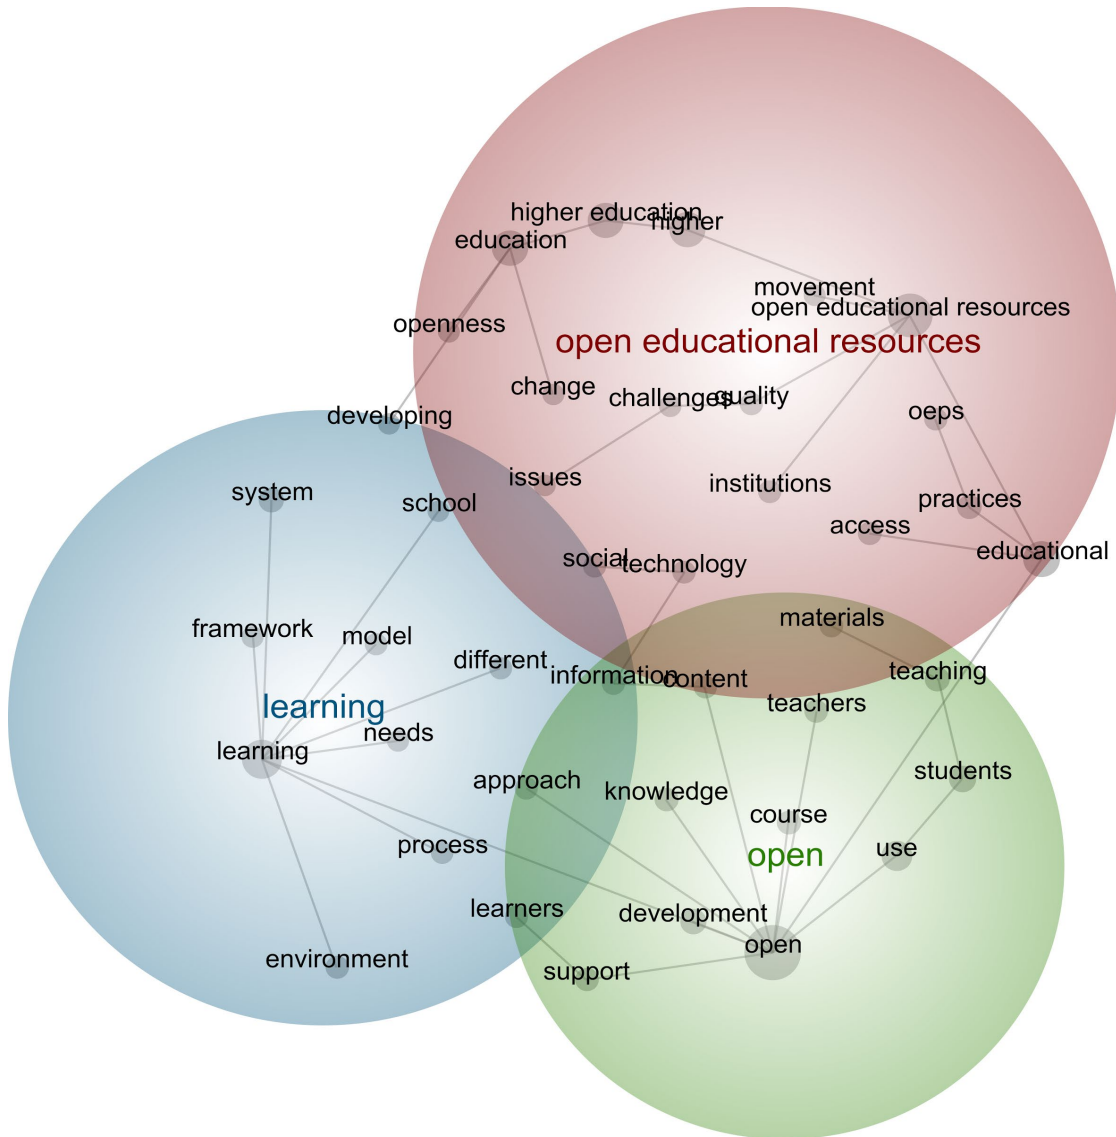 higher education
higher
education
movement
open educational resources
openness
open educational resources
change
challenges
quality
oeps
developing
issues
institutions
system
school
practices
access
social
technology
educational
materials
framework
model
different
information
content
teaching
learning
teachers
needs
learning
approach
knowledge
students
course
process
open
use
learners
development
open
environment
support